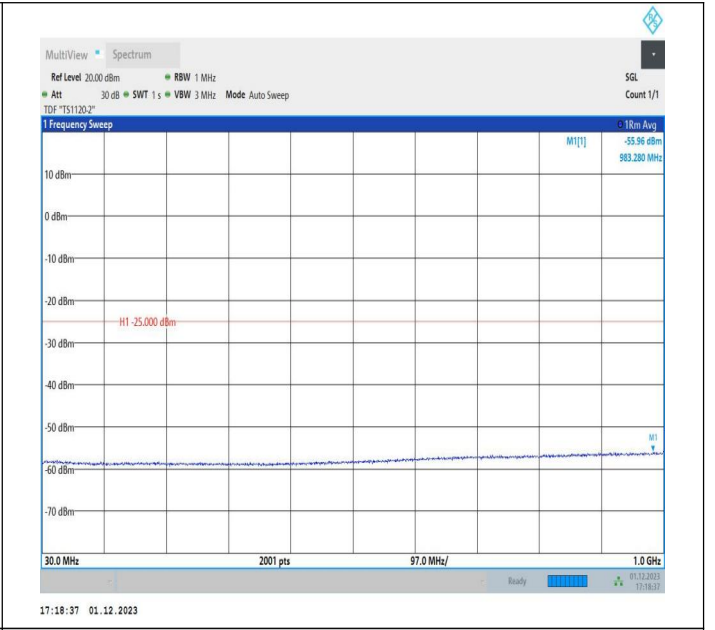 MultiView Spectrum
Ref Level 20.00 dBm RBW 1 MHz SGL
Att 30 dB SWT 1 s VBW 3 MHz Mode Auto Sweep Count 1/1
TDF "TS1120-2"
1 Frequency Sweep 1Rm Avg
M1[1] -55.96 dBm
983.280 MHz
10 dBm
0 dBm
-10 dBm
-20 dBm
H1 -25.000 dBm
-30 dBm
-40 dBm
-50 dBm
M1
-60 dBm
-70 dBm
30.0 MHz 2001 pts 97.0 MHz/ 1.0 GHz
Ready 01.12.2023
17:18:37
17:18:37 01.12.2023